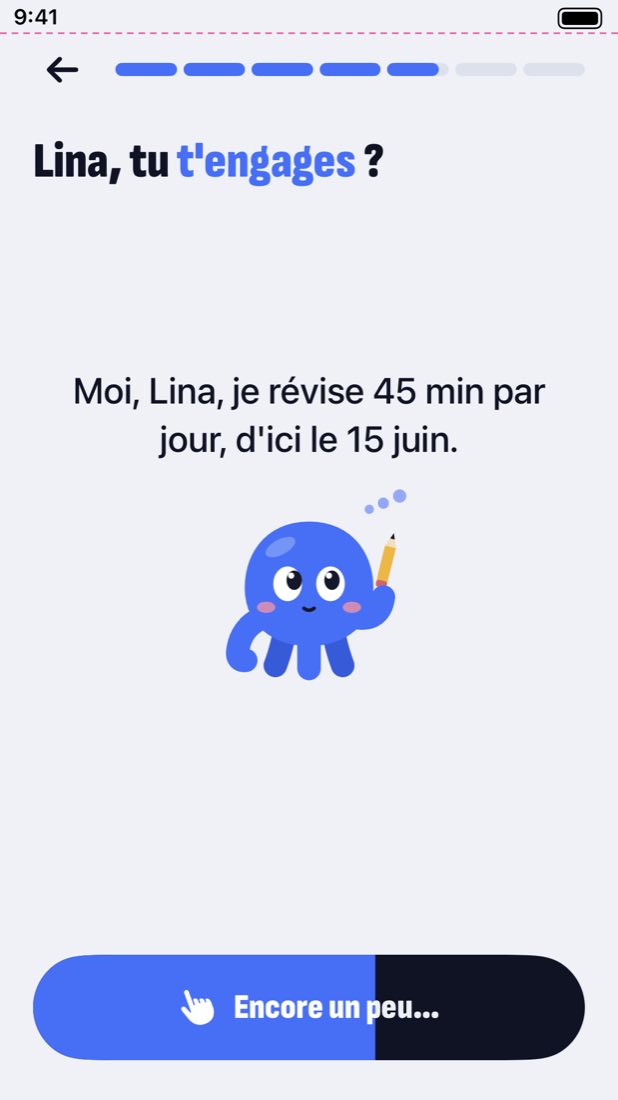 9:41
Lina, tu t'engages ?
Moi, Lina, je révise 45 min par
jour, d'ici le 15 juin.
Encore un peu...